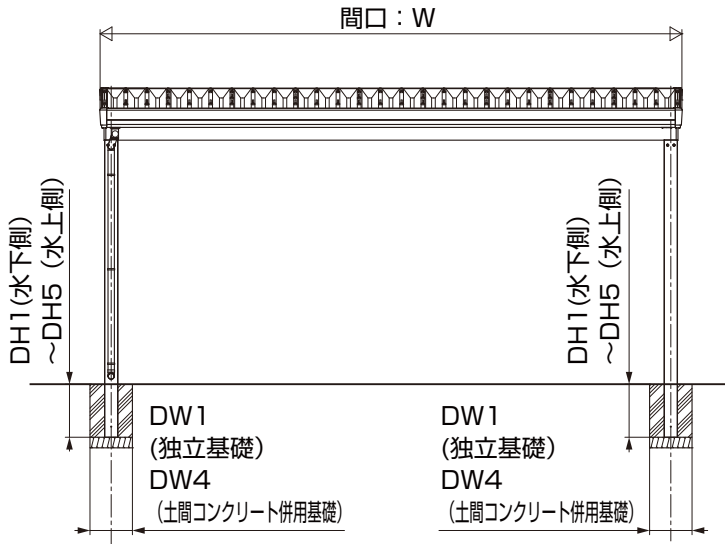 間口：W
DH1(水下側)
～DH5（水上側）
DH1(水下側)
～DH5（水上側）
DW1
(独立基礎)
DW4
（土間コンクリート併用基礎）
DW1
(独立基礎)
DW4
（土間コンクリート併用基礎）